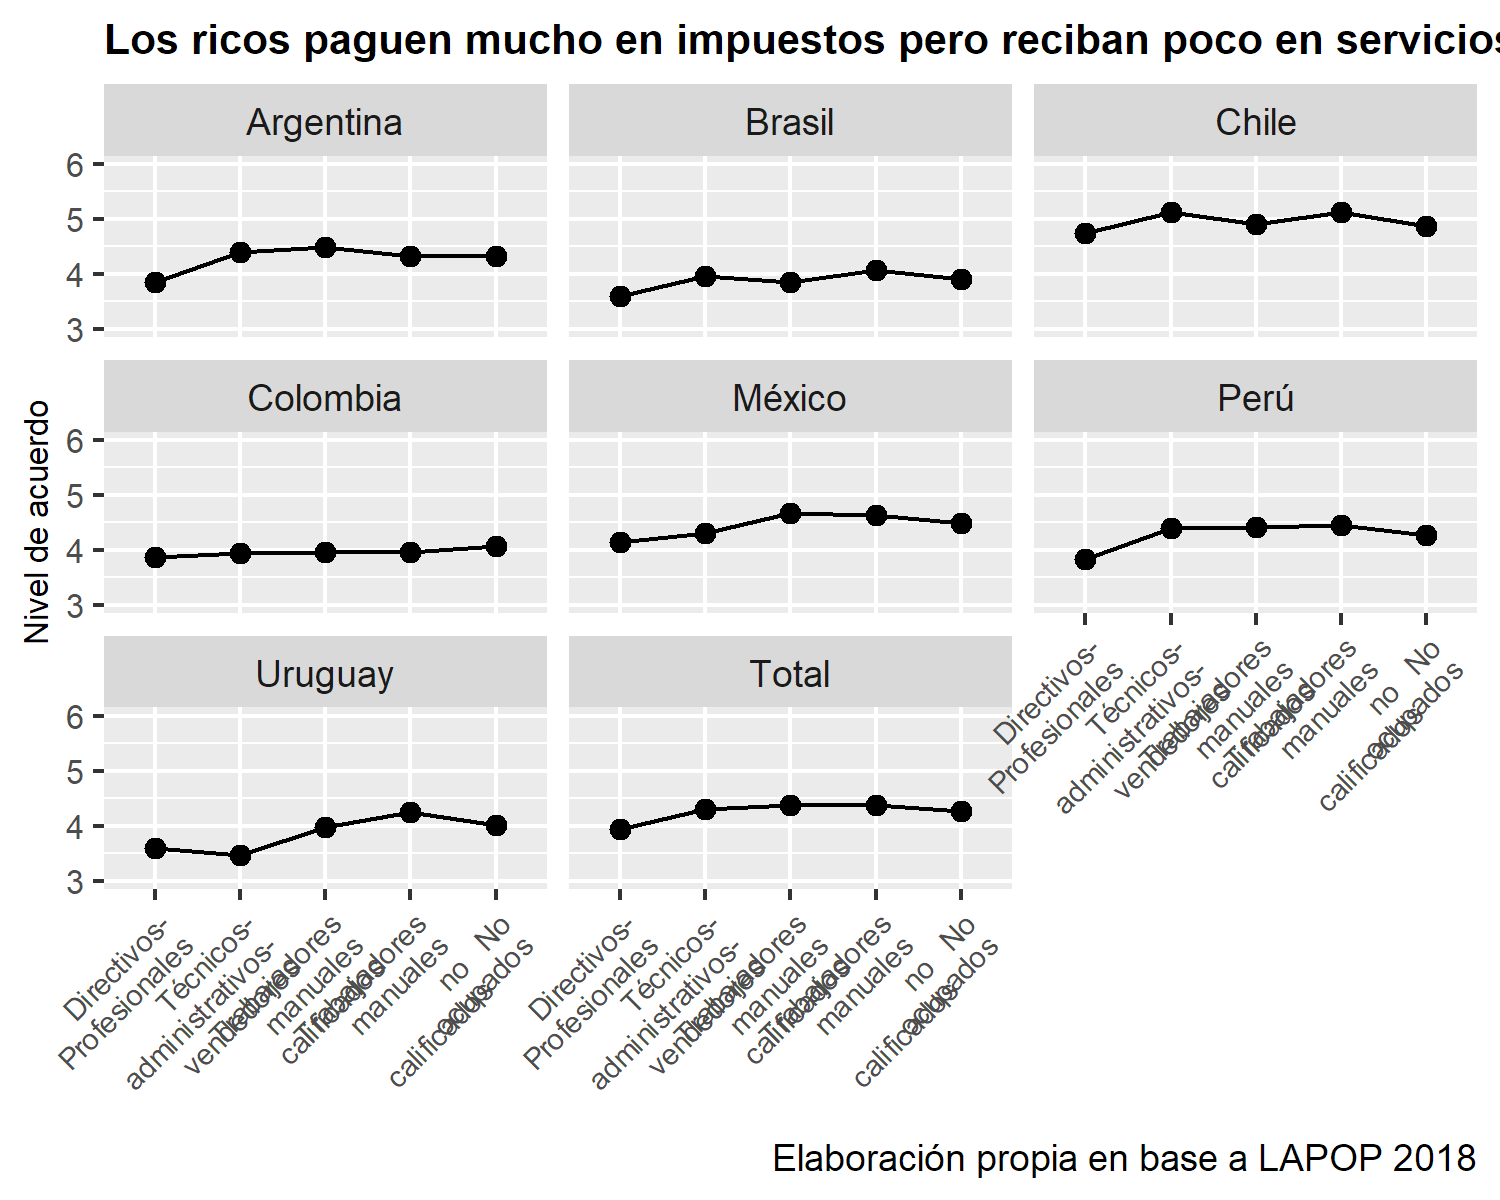 Los ricos paguen mucho en impuestos pero reciban poco en servicios
Argentina
Brasil
Chile
6
5
4
3
Colombia
México
Perú
Nivel de acuerdo
6
5
4
3
Directivos-
Profesionales
Técnicos-
administrativos-
vendedores
Trabajadores
manuales
calificados
Trabajadores
manuales
no
calificados
No
ocupados
Uruguay
Total
6
5
4
3
Directivos-
Profesionales
Técnicos-
administrativos-
vendedores
Trabajadores
manuales
calificados
Trabajadores
manuales
no
calificados
No
ocupados
Directivos-
Profesionales
Técnicos-
administrativos-
vendedores
Trabajadores
manuales
calificados
Trabajadores
manuales
no
calificados
No
ocupados
Elaboración propia en base a LAPOP 2018